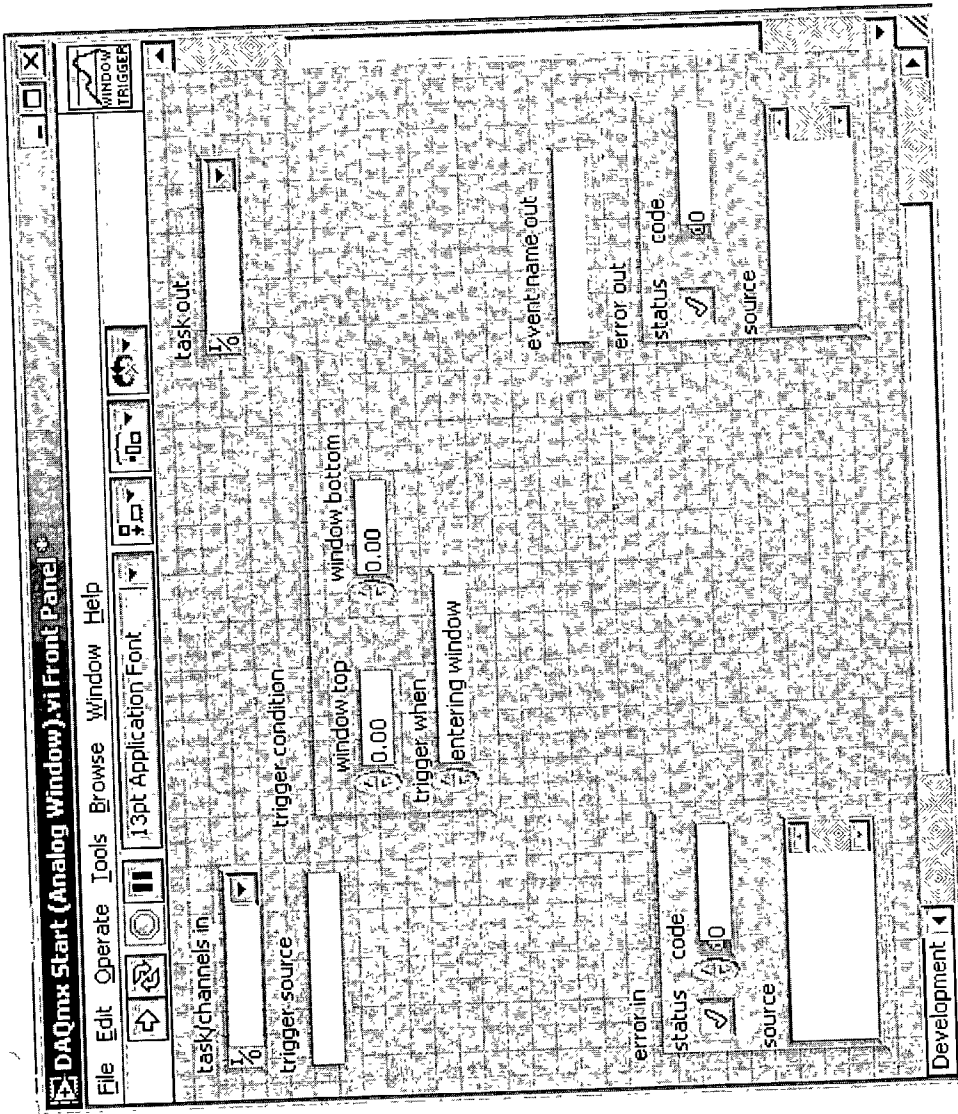 DAQmx Start (Analog Window).vi Front Panel *
File Edit Operate Tools Browse Window Help
13pt Application Font
WINDOW
TRIGGER
task/channels in
I/O
task out
I/O
trigger source
trigger condition
window top
window bottom
0.00
0.00
trigger when
entering window
event name out
error in
status code
d0
source
error out
status code
d0
source
Development